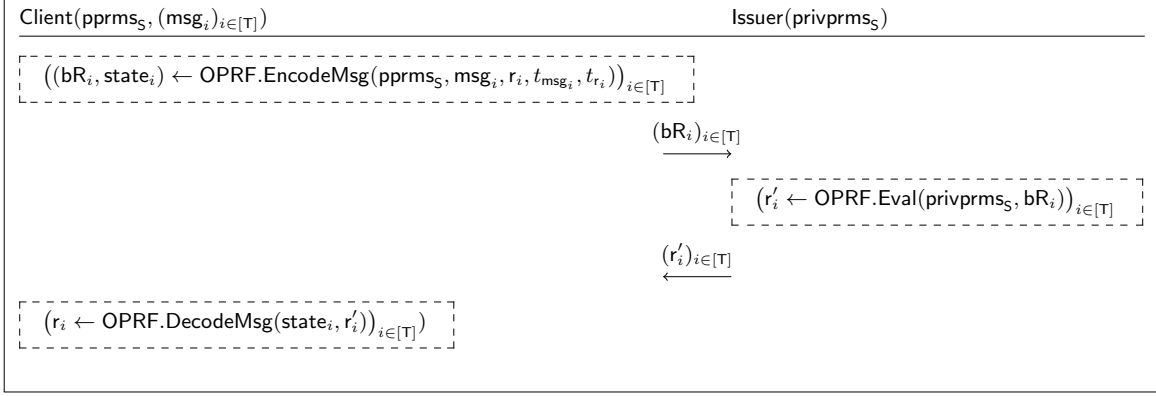 Client(pprms_S, (msg_i)_{i∈[T]}) Issuer(privprms_S)
((bR_i, state_i) ← OPRF.EncodeMsg(pprms_S, msg_i, r_i, t_{msg_i}, t_{r_i}))_{i∈[T]}
(bR_i)_{i∈[T]}
(r′_i ← OPRF.Eval(privprms_S, bR_i))_{i∈[T]}
(r′_i)_{i∈[T]}
(r_i ← OPRF.DecodeMsg(state_i, r′_i))_{i∈[T]})